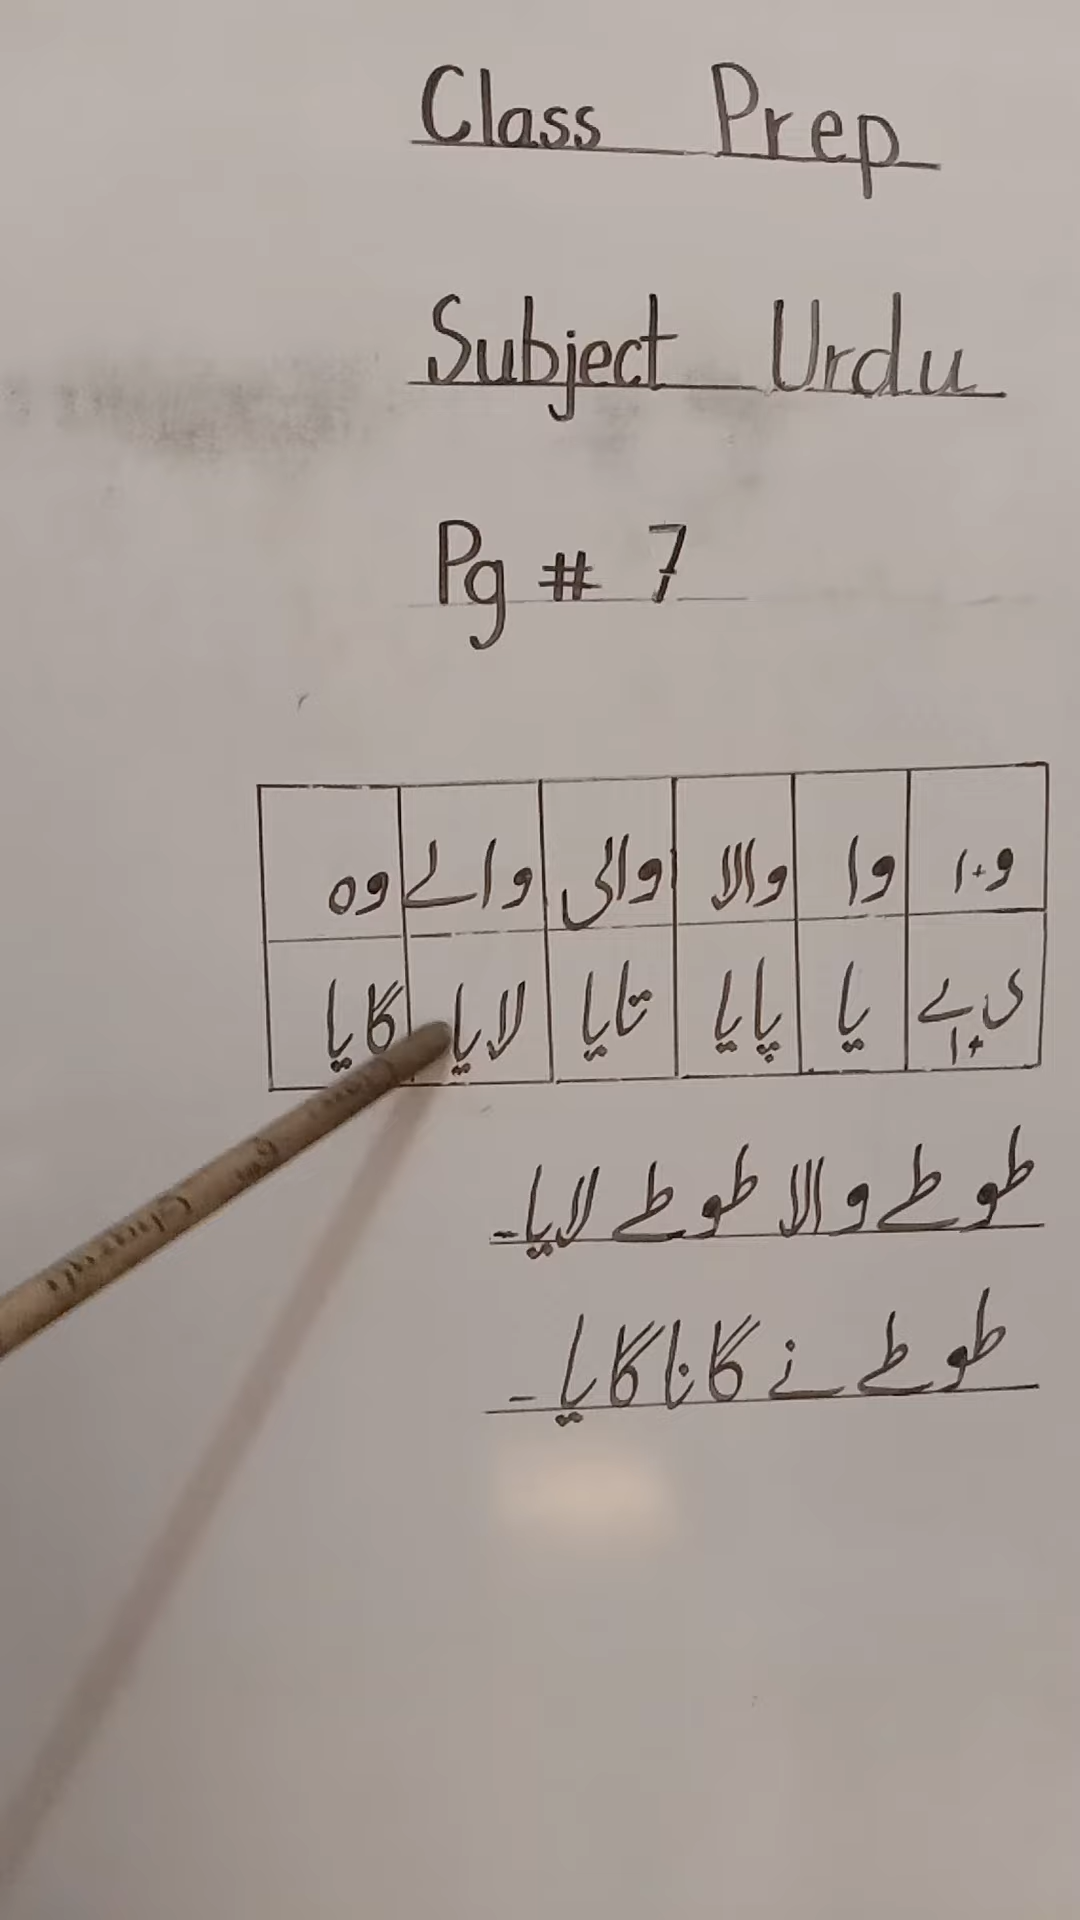 Class Prep
Subject Urdu
Pg # 7
و+ا وا والا والی والے وہ
ی ے +ا یا پایا تایا لایا گایا
طوطے والا طوطے لایا۔
طوطے نے گانا گایا۔